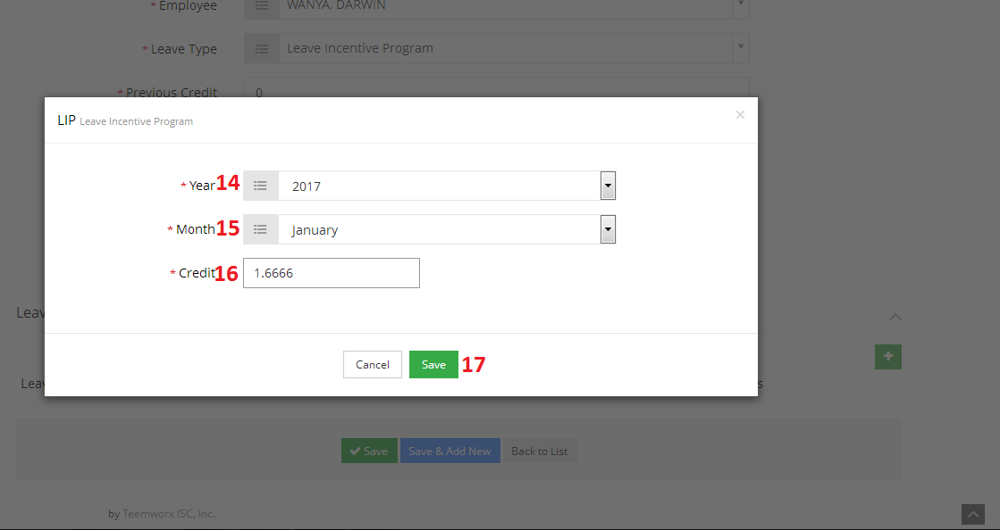 * Employee WANYA, DARWIN
* Leave Type Leave Incentive Program
* Previous Credit 0
LIP Leave Incentive Program ×
* Year 14 2017
* Month 15 January
* Credit 16 1.6666
Leav
Cancel Save 17
Leav s
Save Save & Add New Back to List
by Teemworx ISC, Inc.